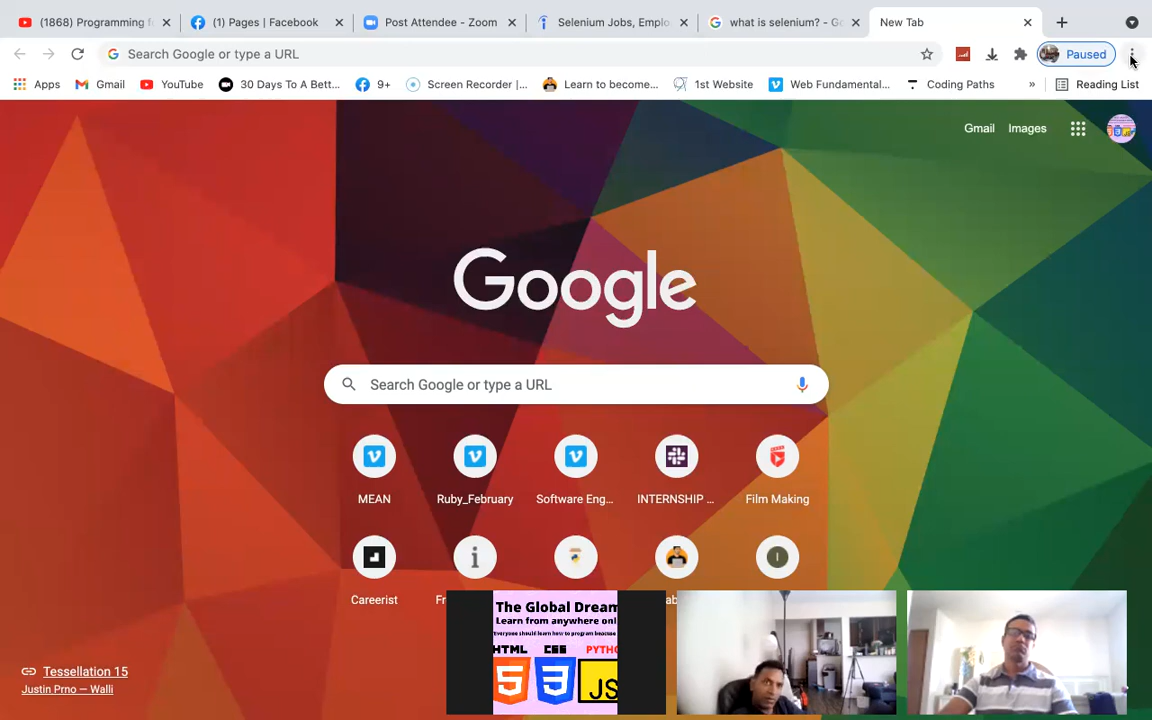 (1868) Programming f
(1) Pages | Facebook
Post Attendee - Zoom
Selenium Jobs, Emplo
what is selenium? - Go
New Tab
Search Google or type a URL
Paused
Apps
Gmail
YouTube
30 Days To A Bett...
9+
Screen Recorder |...
Learn to become...
1st Website
Web Fundamental...
Coding Paths
»
Reading List
Gmail
Images
Google
Search Google or type a URL
MEAN
Ruby_February
Software Eng...
INTERNSHIP ...
Film Making
Careerist
The Global Dream
Learn from anywhere onl
HTML CSS PYTHO
5 3 JS
Tessellation 15
Justin Prno — Walli